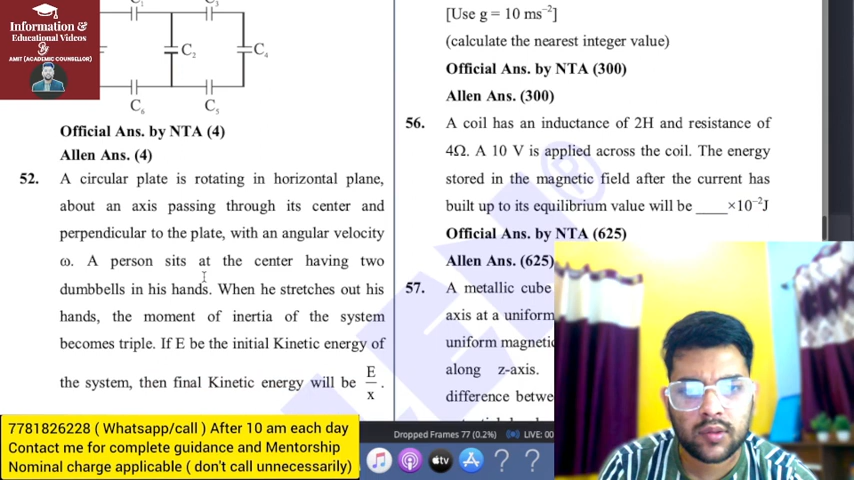 Information &
Educational Videos
By
AMIT (ACADEMIC COUNSELLOR)
C₂
C₄
C₆
C₅
Official Ans. by NTA (4)
Allen Ans. (4)
52. A circular plate is rotating in horizontal plane,
about an axis passing through its center and
perpendicular to the plate, with an angular velocity
ω. A person sits at the center having two
dumbbells in his hands. When he stretches out his
hands, the moment of inertia of the system
becomes triple. If E be the initial Kinetic energy of
the system, then final Kinetic energy will be E/x.
[Use g = 10 ms⁻²]
(calculate the nearest integer value)
Official Ans. by NTA (300)
Allen Ans. (300)
56. A coil has an inductance of 2H and resistance of
4Ω. A 10 V is applied across the coil. The energy
stored in the magnetic field after the current has
built up to its equilibrium value will be ____×10⁻²J
Official Ans. by NTA (625)
Allen Ans. (625)
57. A metallic cube
axis at a uniform
uniform magnetic
along z-axis.
difference betwe
7781826228 ( Whatsapp/call ) After 10 am each day
Contact me for complete guidance and Mentorship
Nominal charge applicable ( don't call unnecessarily)
Dropped Frames 77 (0.2%)
LIVE: 00
tv